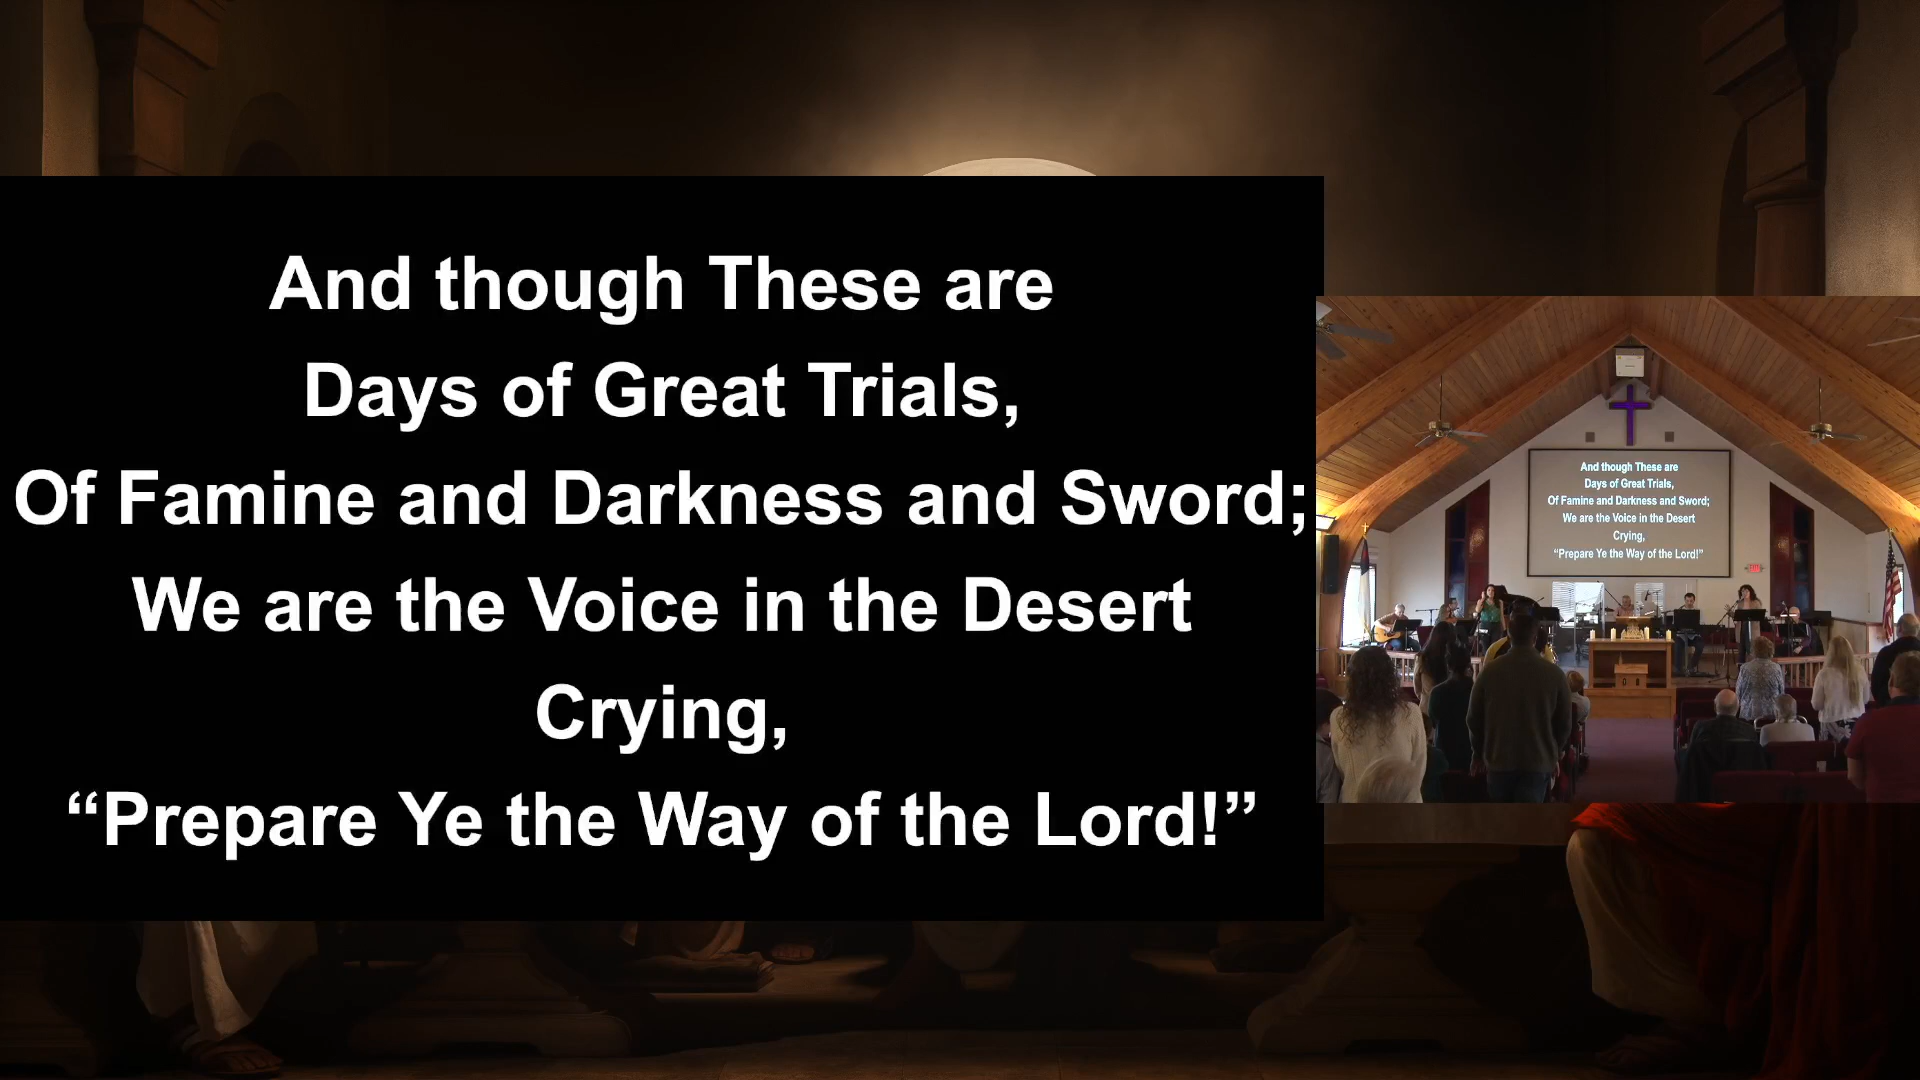 And though These are
Days of Great Trials,
Of Famine and Darkness and Sword;
We are the Voice in the Desert
Crying,
“Prepare Ye the Way of the Lord!”
And though These are
Days of Great Trials,
Of Famine and Darkness and Sword;
We are the Voice in the Desert
Crying,
“Prepare Ye the Way of the Lord!”